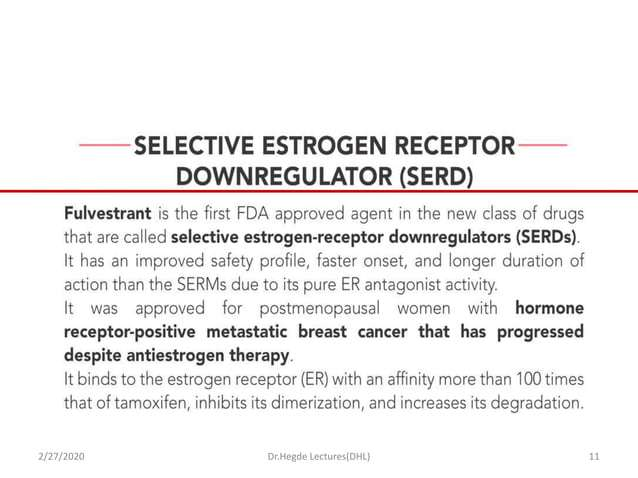 SELECTIVE ESTROGEN RECEPTOR
DOWNREGULATOR (SERD)
Fulvestrant is the first FDA approved agent in the new class of drugs
that are called selective estrogen-receptor downregulators (SERDs).
It has an improved safety profile, faster onset, and longer duration of
action than the SERMs due to its pure ER antagonist activity.
It was approved for postmenopausal women with hormone
receptor-positive metastatic breast cancer that has progressed
despite antiestrogen therapy.
It binds to the estrogen receptor (ER) with an affinity more than 100 times
that of tamoxifen, inhibits its dimerization, and increases its degradation.
2/27/2020
Dr.Hegde Lectures(DHL)
11